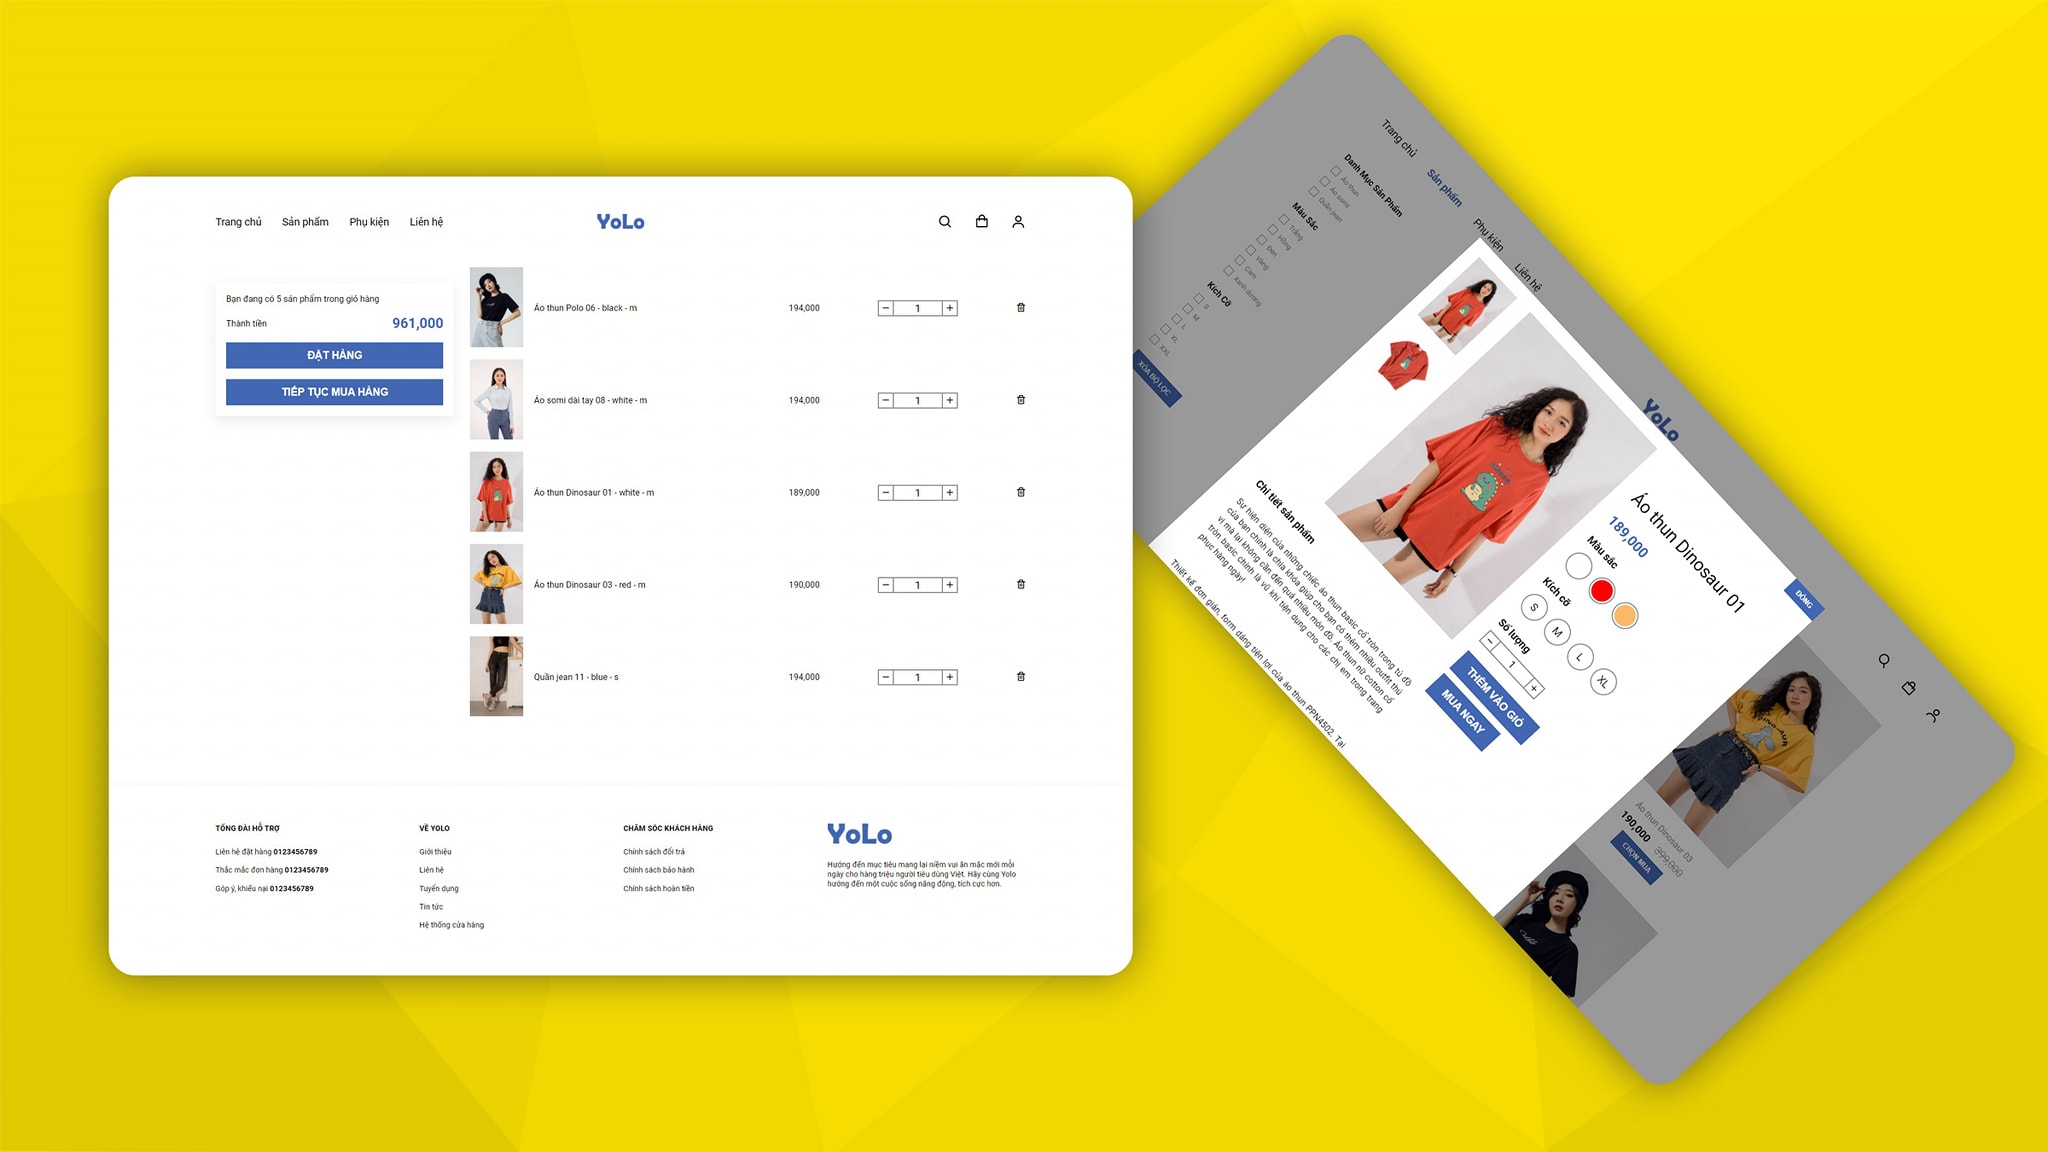 Trang chủ
Sản phẩm
Phụ kiện
Liên hệ
YoLo
Bạn đang có 5 sản phẩm trong giỏ hàng
Thành tiền
961,000
ĐẶT HÀNG
TIẾP TỤC MUA HÀNG
Áo thun Polo 06 - black - m
194,000
1
Áo somi dài tay 08 - white - m
194,000
1
Áo thun Dinosaur 01 - white - m
189,000
1
Áo thun Dinosaur 03 - red - m
190,000
1
Quần jean 11 - blue - s
194,000
1
TỔNG ĐÀI HỖ TRỢ
Liên hệ đặt hàng 0123456789
Thắc mắc đơn hàng 0123456789
Góp ý, khiếu nại 0123456789
VỀ YOLO
Giới thiệu
Liên hệ
Tuyển dụng
Tin tức
Hệ thống cửa hàng
CHĂM SÓC KHÁCH HÀNG
Chính sách đổi trả
Chính sách bảo hành
Chính sách hoàn tiền
YoLo
Hướng đến mục tiêu mang lại niềm vui ăn mặc mới mỗi
ngày cho hàng triệu người tiêu dùng Việt. Hãy cùng Yolo
hướng đến một cuộc sống năng động, tích cực hơn.
Trang chủ
Sản phẩm
Phụ kiện
Liên hệ
YoLo
Danh Mục Sản Phẩm
Áo thun
Áo somi
Quần jean
Màu Sắc
Trắng
Hồng
Đen
Vàng
Cam
Xanh dương
Kích Cỡ
S
M
L
XL
XXL
XÓA BỘ LỌC
Áo thun Dinosaur 01
189,000
Màu sắc
Kích cỡ
S
M
L
XL
Số lượng
1
THÊM VÀO GIỎ
MUA NGAY
Chi tiết sản phẩm
Sự hiện diện của những chiếc áo thun basic cổ tròn trong tủ đồ
của bạn chính là chìa khóa giúp cho bạn có thêm nhiều outfit thú
vị mà lại không cần đến quá nhiều món đồ. Áo thun nữ cotton cổ
tròn basic chính là vũ khí tiện dụng cho các chị em trong trang
phục hàng ngày!
Thiết kế đơn giản, form dáng tiện lợi của áo thun PPN4502. Tại
ĐÓNG
Áo thun Dinosaur 03
190,000
399,000
CHỌN MUA